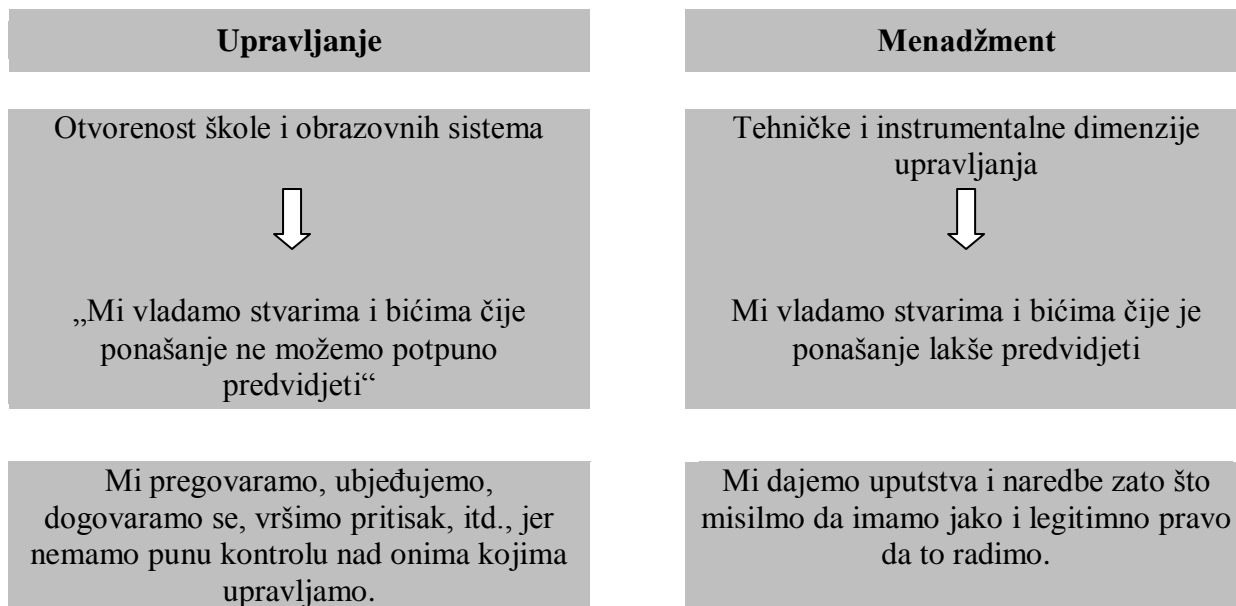 Upravljanje
Otvorenost škole i obrazovnih sistema
„Mi vladamo stvarima i bićima čije
ponašanje ne možemo potpuno
predvidjeti“
Mi pregovaramo, ubjeđujemo,
dogovaramo se, vršimo pritisak, itd., jer
nemamo punu kontrolu nad onima kojima
upravljamo.
Menadžment
Tehničke i instrumentalne dimenzije
upravljanja
Mi vladamo stvarima i bićima čije je
ponašanje lakše predvidjeti
Mi dajemo uputstva i naredbe zato što
misilmo da imamo jako i legitimno pravo
da to radimo.